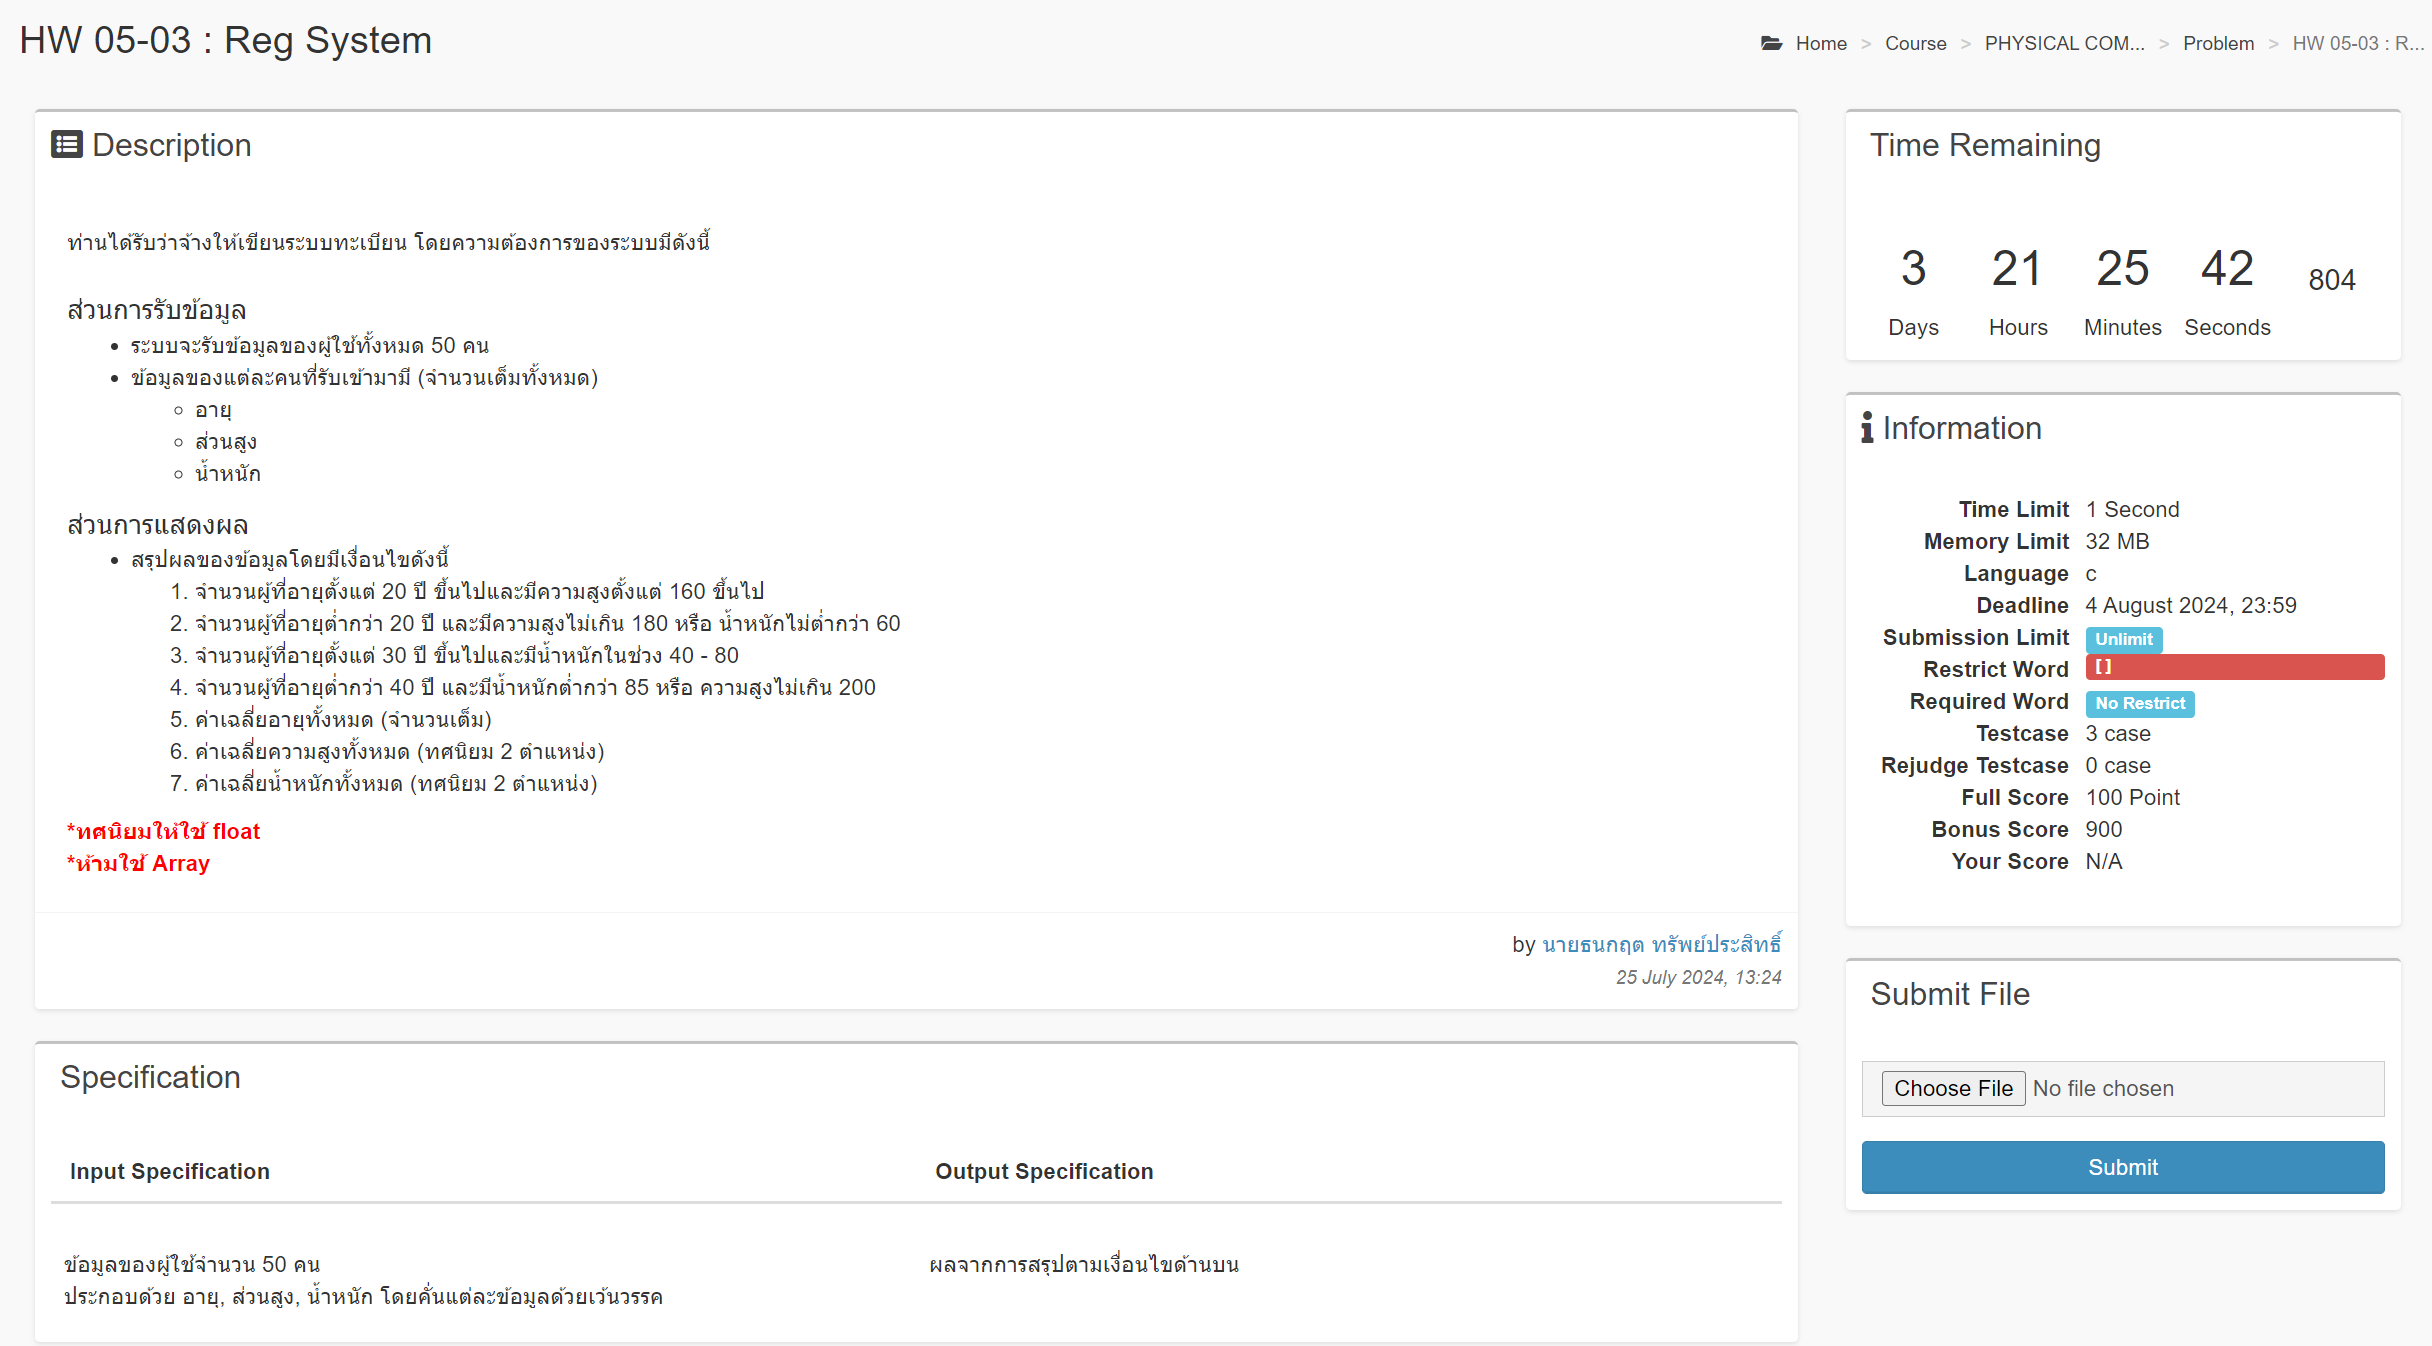 HW 05-03 : Reg System
Home > Course > PHYSICAL COM... > Problem > HW 05-03 : R...
Description
ท่านได้รับว่าจ้างให้เขียนระบบทะเบียน โดยความต้องการของระบบมีดังนี้
ส่วนการรับข้อมูล
• ระบบจะรับข้อมูลของผู้ใช้ทั้งหมด 50 คน
• ข้อมูลของแต่ละคนที่รับเข้ามามี (จำนวนเต็มทั้งหมด)
◦ อายุ
◦ ส่วนสูง
◦ น้ำหนัก
ส่วนการแสดงผล
• สรุปผลของข้อมูลโดยมีเงื่อนไขดังนี้
1. จำนวนผู้ที่อายุตั้งแต่ 20 ปี ขึ้นไปและมีความสูงตั้งแต่ 160 ขึ้นไป
2. จำนวนผู้ที่อายุต่ำกว่า 20 ปี และมีความสูงไม่เกิน 180 หรือ น้ำหนักไม่ต่ำกว่า 60
3. จำนวนผู้ที่อายุตั้งแต่ 30 ปี ขึ้นไปและมีน้ำหนักในช่วง 40 - 80
4. จำนวนผู้ที่อายุต่ำกว่า 40 ปี และมีน้ำหนักต่ำกว่า 85 หรือ ความสูงไม่เกิน 200
5. ค่าเฉลี่ยอายุทั้งหมด (จำนวนเต็ม)
6. ค่าเฉลี่ยความสูงทั้งหมด (ทศนิยม 2 ตำแหน่ง)
7. ค่าเฉลี่ยน้ำหนักทั้งหมด (ทศนิยม 2 ตำแหน่ง)
*ทศนิยมให้ใช้ float
*ห้ามใช้ Array
by นายธนกฤต ทรัพย์ประสิทธิ์
25 July 2024, 13:24
Specification
Input Specification Output Specification
ข้อมูลของผู้ใช้จำนวน 50 คน ผลจากการสรุปตามเงื่อนไขด้านบน
ประกอบด้วย อายุ, ส่วนสูง, น้ำหนัก โดยคั่นแต่ละข้อมูลด้วยเว้นวรรค
Time Remaining
3 21 25 42 804
Days Hours Minutes Seconds
Information
Time Limit 1 Second
Memory Limit 32 MB
Language c
Deadline 4 August 2024, 23:59
Submission Limit Unlimit
Restrict Word []
Required Word No Restrict
Testcase 3 case
Rejudge Testcase 0 case
Full Score 100 Point
Bonus Score 900
Your Score N/A
Submit File
Choose File No file chosen
Submit